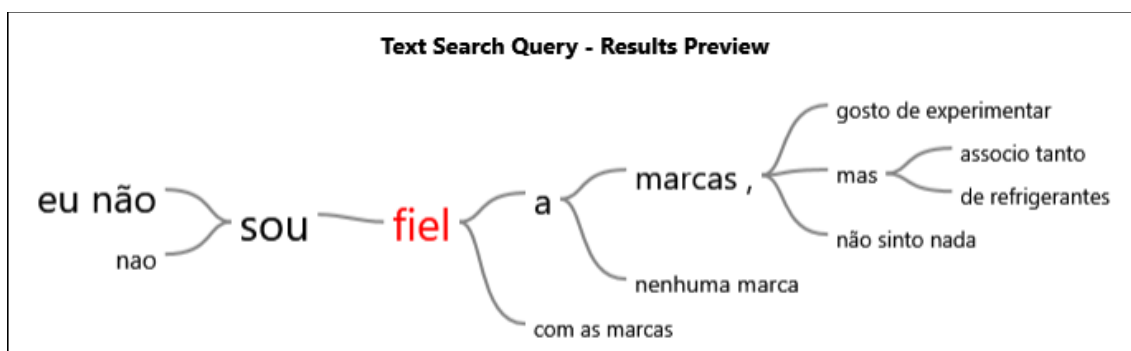 Text Search Query - Results Preview
eu não
nao
sou
fiel
a
com as marcas
marcas ,
nenhuma marca
gosto de experimentar
mas
não sinto nada
associo tanto
de refrigerantes